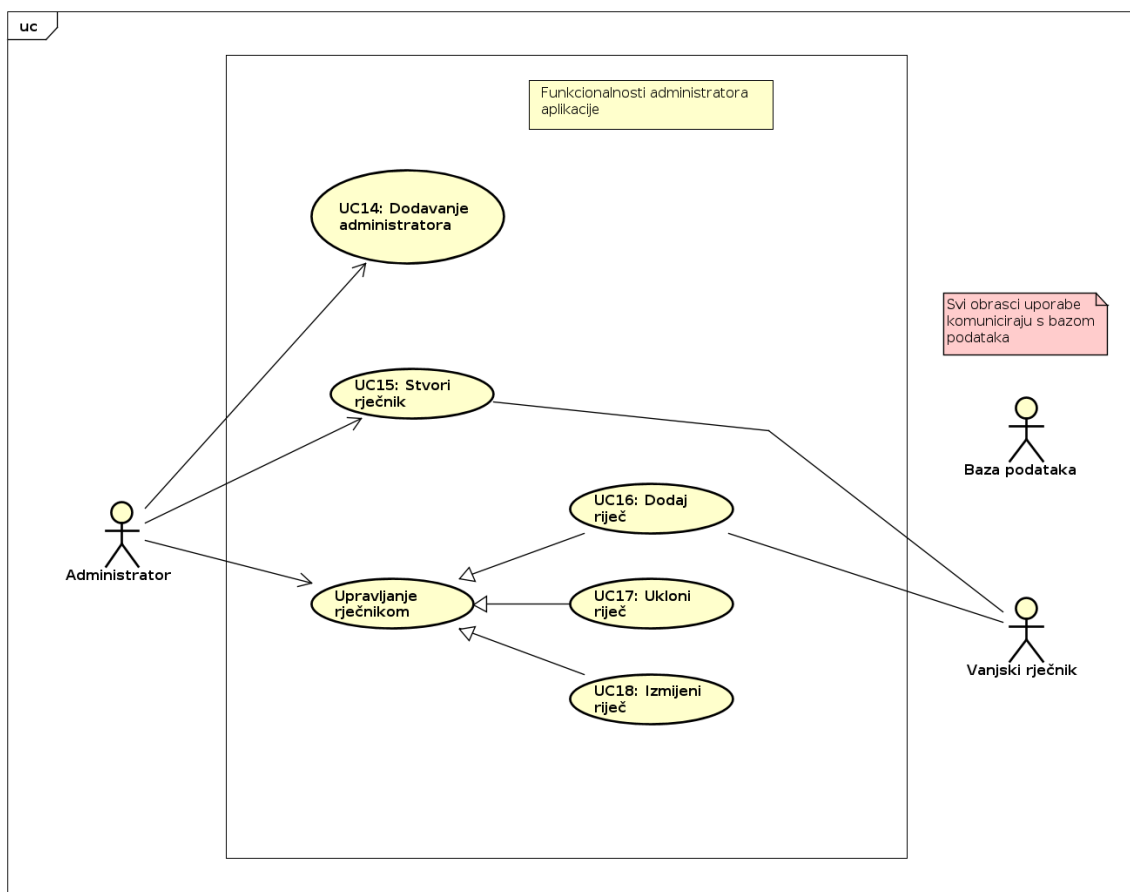 uc
Funkcionalnosti administratora
aplikacije
UC14: Dodavanje
administratora
Svi obrasci uporabe
komuniciraju s bazom
podataka
UC15: Stvori
rječnik
Baza podataka
UC16: Dodaj
riječ
Administrator
Upravljanje
rječnikom
UC17: Ukloni
riječ
Vanjski rječnik
UC18: Izmijeni
riječ